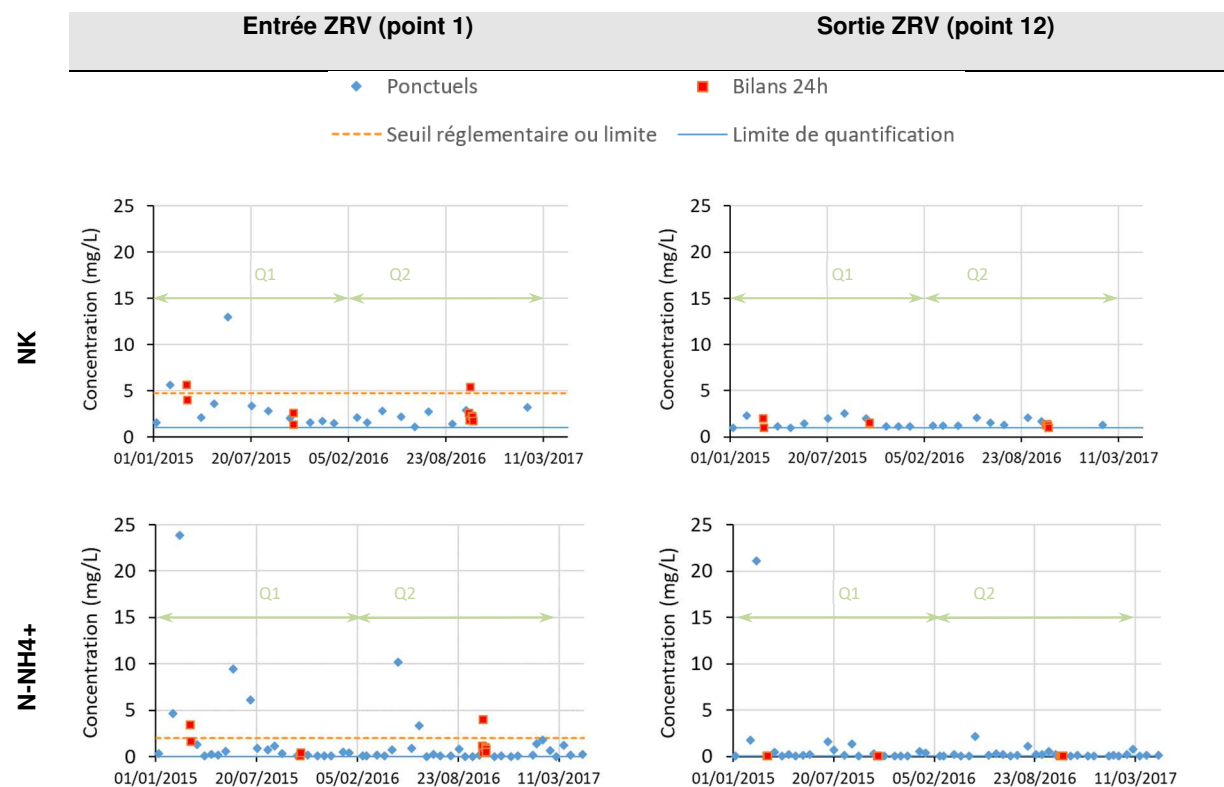 Entrée ZRV (point 1) Sortie ZRV (point 12)
Ponctuels Bilans 24h
Seuil réglementaire ou limite Limite de quantification
NK
Concentration (mg/L)
25
20
15
10
5
0
Q1 Q2
01/01/2015 20/07/2015 05/02/2016 23/08/2016 11/03/2017
Concentration (mg/L)
25
20
15
10
5
0
Q1 Q2
01/01/2015 20/07/2015 05/02/2016 23/08/2016 11/03/2017
N-NH4+
Concentration (mg/L)
25
20
15
10
5
0
Q1 Q2
01/01/2015 20/07/2015 05/02/2016 23/08/2016 11/03/2017
Concentration (mg/L)
25
20
15
10
5
0
Q1 Q2
01/01/2015 20/07/2015 05/02/2016 23/08/2016 11/03/2017